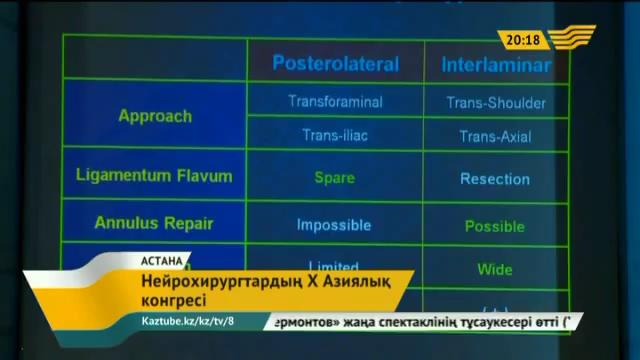 20:18
Posterolateral Interlaminar
Approach Transforaminal Trans-Shoulder
Trans-iliac Trans-Axial
Ligamentum Flavum Spare Resection
Annulus Repair Impossible Possible
Limited Wide
АСТАНА
Нейрохирургтардың X Азиялық
конгресі
Kaztube.kz/kz/tv/8 ермонтов» жаңа спектаклінің тұсаукесері өтті (